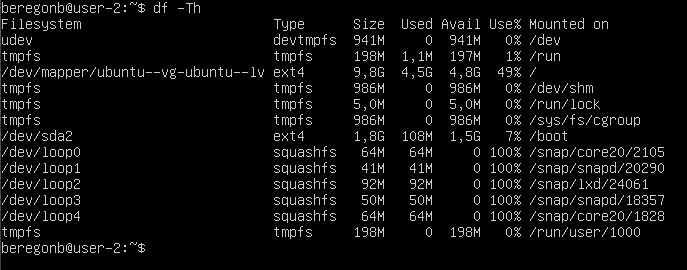 beregonb@user-2:~$ df -Th
Filesystem                        Type      Size  Used Avail Use% Mounted on
udev                              devtmpfs  941M     0  941M   0% /dev
tmpfs                             tmpfs     198M  1,1M  197M   1% /run
/dev/mapper/ubuntu--vg-ubuntu--lv ext4      9,8G  4,5G  4,8G  49% /
tmpfs                             tmpfs     986M     0  986M   0% /dev/shm
tmpfs                             tmpfs     5,0M     0  5,0M   0% /run/lock
tmpfs                             tmpfs     986M     0  986M   0% /sys/fs/cgroup
/dev/sda2                         ext4      1,8G  108M  1,5G   7% /boot
/dev/loop0                        squashfs   64M   64M     0 100% /snap/core20/2105
/dev/loop1                        squashfs   41M   41M     0 100% /snap/snapd/20290
/dev/loop2                        squashfs   92M   92M     0 100% /snap/lxd/24061
/dev/loop3                        squashfs   50M   50M     0 100% /snap/snapd/18357
/dev/loop4                        squashfs   64M   64M     0 100% /snap/core20/1828
tmpfs                             tmpfs     198M     0  198M   0% /run/user/1000
beregonb@user-2:~$